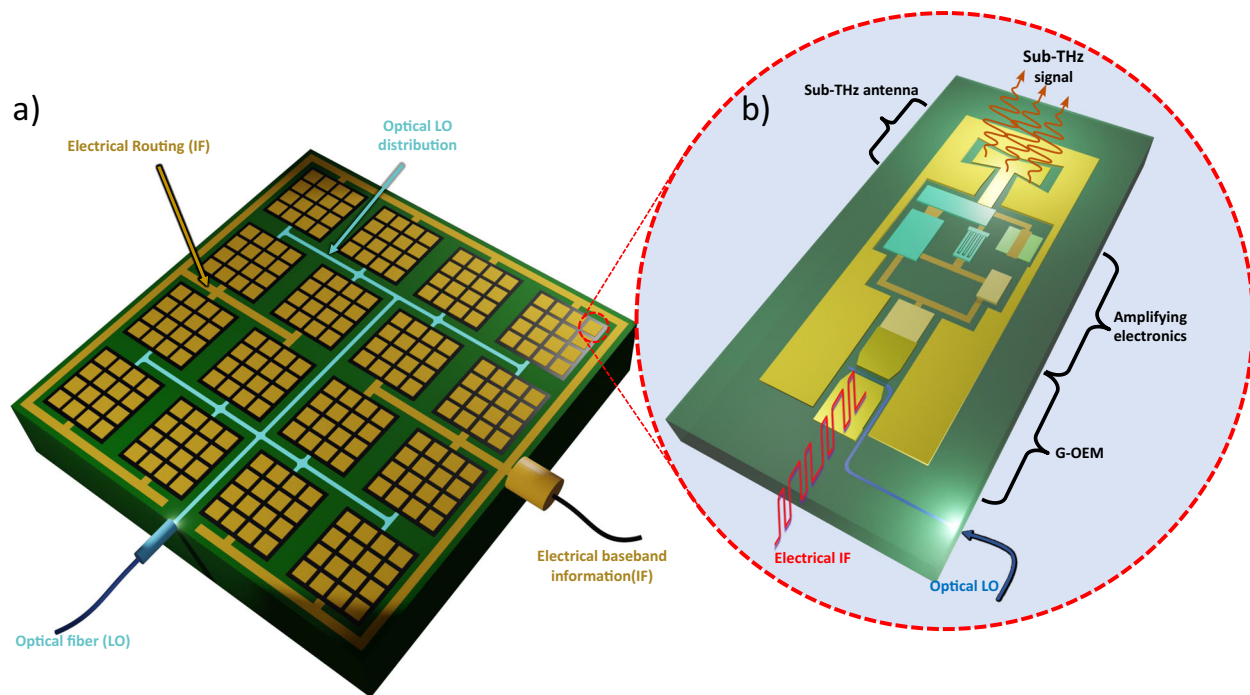 a)
Electrical Routing (IF)
Optical LO
distribution
Electrical baseband
information(IF)
Optical fiber (LO)
b)
Sub-THz antenna
Sub-THz
signal
Amplifying
electronics
G-OEM
Electrical IF
Optical LO